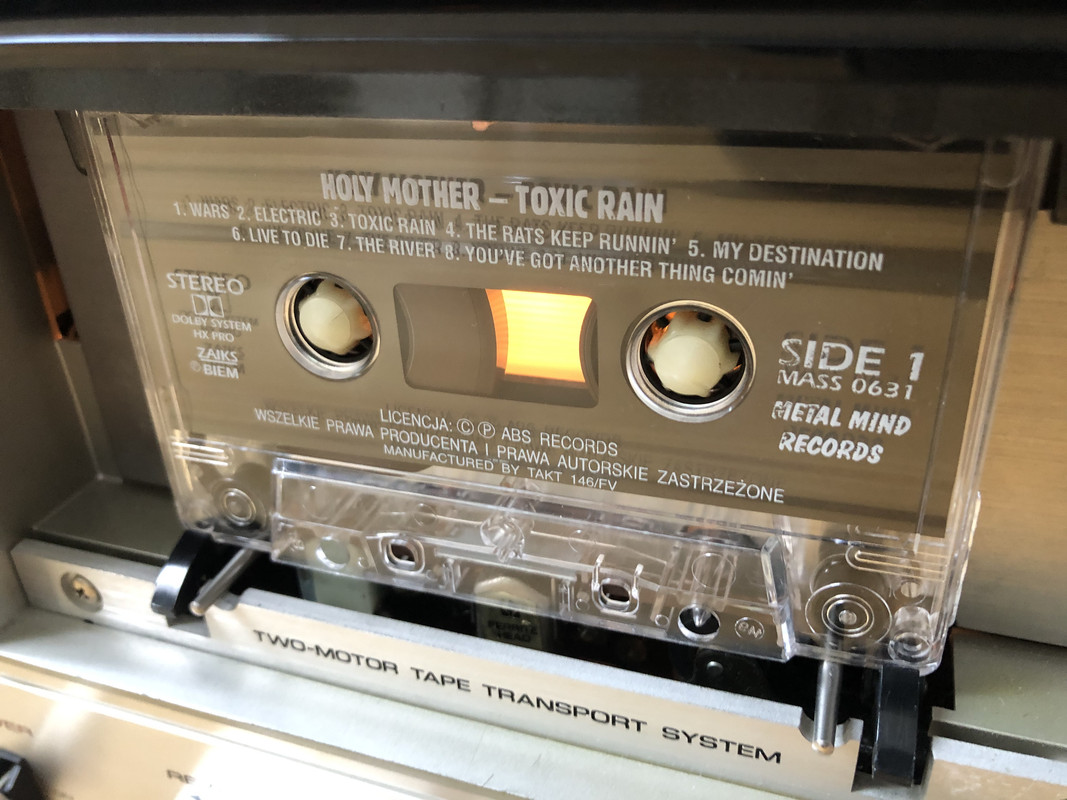 HOLY MOTHER – TOXIC RAIN
1. WARS 2. ELECTRIC 3. TOXIC RAIN 4. THE RATS KEEP RUNNIN' 5. MY DESTINATION
6. LIVE TO DIE 7. THE RIVER 8. YOU'VE GOT ANOTHER THING COMIN'
STEREO
DOLBY SYSTEM
HX PRO
ZAIKS
© BIEM
SIDE 1
MASS 0631
METAL MIND
RECORDS
LICENCJA: © ℗ ABS RECORDS
WSZELKIE PRAWA PRODUCENTA I PRAWA AUTORSKIE ZASTRZEŻONE
MANUFACTURED BY TAKT 146/FV
FERRITE
HEAD
TWO-MOTOR TAPE TRANSPORT SYSTEM